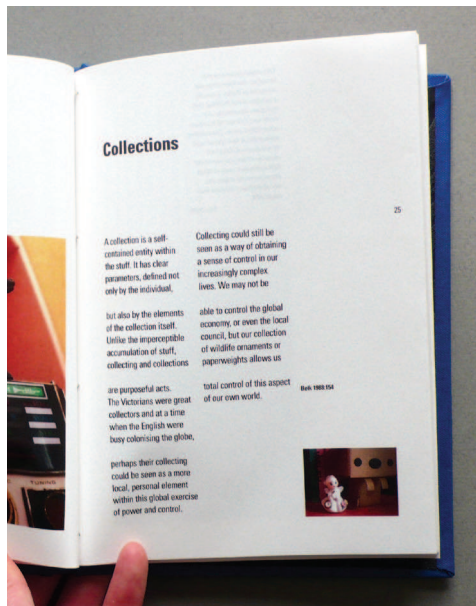 Collections
25
A collection is a self-
contained entity within
the stuff. It has clear
parameters, defined not
only by the individual,
but also by the elements
of the collection itself.
Unlike the imperceptible
accumulation of stuff,
collecting and collections
are purposeful acts.
The Victorians were great
collectors and at a time
when the English were
busy colonising the globe,
perhaps their collecting
could be seen as a more
local, personal element
within this global exercise
of power and control.
Collecting could still be
seen as a way of obtaining
a sense of control in our
increasingly complex
lives. We may not be
able to control the global
economy, or even the local
council, but our collection
of wildlife ornaments or
paperweights allows us
total control of this aspect
of our own world.